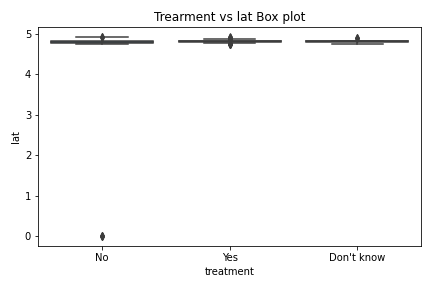 Trearment vs lat Box plot
5
4
3
2
1
0
lat
No
Yes
Don't know
treatment